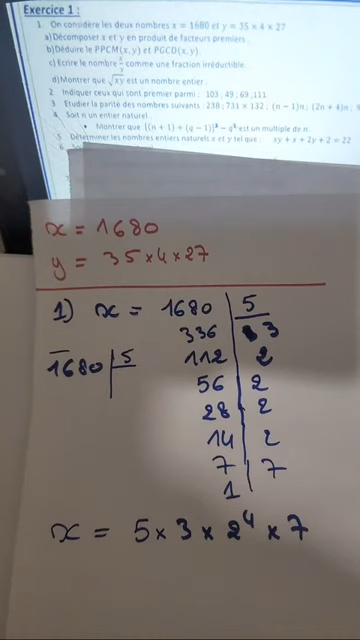 Exercice 1 :
1. On considère les deux nombres x = 1680 et y = 35 × 4 × 27
a) Décomposer x et y en produit de facteurs premiers.
b) Déduire le PPCM(x, y) et PGCD(x, y).
c) Ecrire le nombre x/y comme une fraction irréductible.
d) Montrer que √xy est un nombre entier.
2. Indiquer ceux qui sont premier parmi : 103 ; 49 ; 69 ; 111
3. Etudier la parité des nombres suivants : 238 ; 731 × 132 ; (n − 1)n ; (2n + 4)n ;
4. Soit n un entier naturel.
• Montrer que [(n + 1) + (q − 1)]² − q² est un multiple de n.
5. Déterminer les nombres entiers naturels x et y tel que : xy + x + 2y + 2 = 22
6.
x = 1680
y = 35 × 4 × 27
1) x = 1680 | 5
336 | 3
1680 | 5 112 | 2
56 | 2
28 | 2
14 | 2
7 | 7
1
x = 5 × 3 × 2⁴ × 7